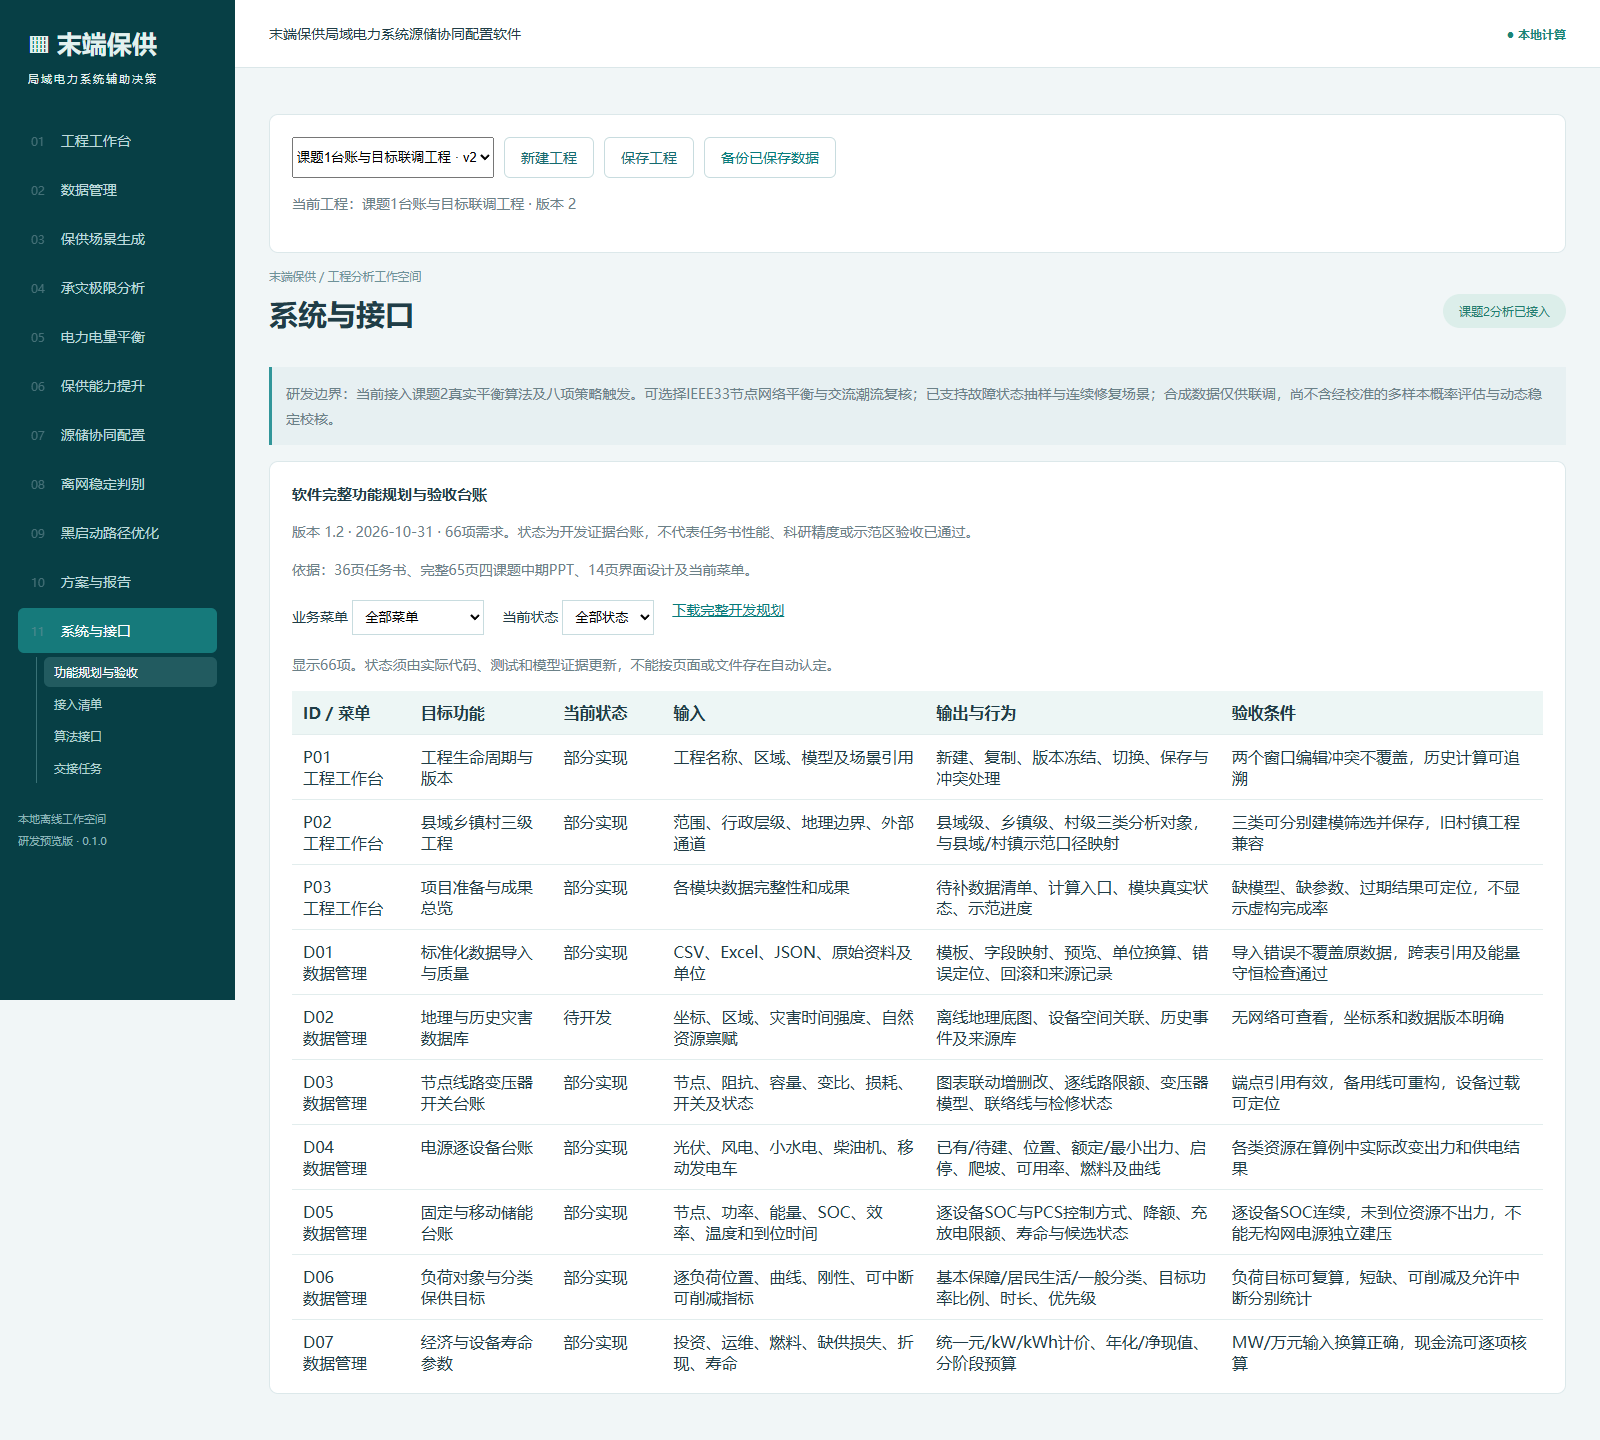 末端保供
局域电力系统辅助决策
01 工程工作台
02 数据管理
03 保供场景生成
04 承灾极限分析
05 电力电量平衡
06 保供能力提升
07 源储协同配置
08 离网稳定判别
09 黑启动路径优化
10 方案与报告
11 系统与接口
功能规划与验收
接入清单
算法接口
交接任务
本地离线工作空间
研发预览版 · 0.1.0
末端保供局域电力系统源储协同配置软件
● 本地计算
课题1台账与目标联调工程 · v2
新建工程
保存工程
备份已保存数据
当前工程：课题1台账与目标联调工程 · 版本 2
末端保供 / 工程分析工作空间
系统与接口
课题2分析已接入
研发边界：当前接入课题2真实平衡算法及八项策略触发。可选择IEEE33节点网络平衡与交流潮流复核；已支持故障状态抽样与连续修复场景；合成数据仅供联调，尚不含经校准的多样本概率评估与动态稳
定校核。
软件完整功能规划与验收台账
版本 1.2 · 2026-10-31 · 66项需求。状态为开发证据台账，不代表任务书性能、科研精度或示范区验收已通过。
依据：36页任务书、完整65页四课题中期PPT、14页界面设计及当前菜单。
业务菜单 全部菜单 当前状态 全部状态 下载完整开发规划
显示66项。状态须由实际代码、测试和模型证据更新，不能按页面或文件存在自动认定。
ID / 菜单 目标功能 当前状态 输入 输出与行为 验收条件
P01 工程生命周期与 部分实现 工程名称、区域、模型及场景引用 新建、复制、版本冻结、切换、保存与 两个窗口编辑冲突不覆盖，历史计算可追
工程工作台 版本 冲突处理 溯
P02 县域乡镇村三级 部分实现 范围、行政层级、地理边界、外部 县域级、乡镇级、村级三类分析对象， 三类可分别建模筛选并保存，旧村镇工程
工程工作台 工程 通道 与县域/村镇示范口径映射 兼容
P03 项目准备与成果 部分实现 各模块数据完整性和成果 待补数据清单、计算入口、模块真实状 缺模型、缺参数、过期结果可定位，不显
工程工作台 总览 态、示范进度 示虚构完成率
D01 标准化数据导入 部分实现 CSV、Excel、JSON、原始资料及 模板、字段映射、预览、单位换算、错 导入错误不覆盖原数据，跨表引用及能量
数据管理 与质量 单位 误定位、回滚和来源记录 守恒检查通过
D02 地理与历史灾害 待开发 坐标、区域、灾害时间强度、自然 离线地理底图、设备空间关联、历史事 无网络可查看，坐标系和数据版本明确
数据管理 数据库 资源禀赋 件及来源库
D03 节点线路变压器 部分实现 节点、阻抗、容量、变比、损耗、 图表联动增删改、逐线路限额、变压器 端点引用有效，备用线可重构，设备过载
数据管理 开关台账 开关及状态 模型、联络线与检修状态 可定位
D04 电源逐设备台账 部分实现 光伏、风电、小水电、柴油机、移 已有/待建、位置、额定/最小出力、启 各类资源在算例中实际改变出力和供电结
数据管理 动发电车 停、爬坡、可用率、燃料及曲线 果
D05 固定与移动储能 部分实现 节点、功率、能量、SOC、效 逐设备SOC与PCS控制方式、降额、充 逐设备SOC连续，未到位资源不出力，不
数据管理 台账 率、温度和到位时间 放电限额、寿命与候选状态 能无构网电源独立建压
D06 负荷对象与分类 部分实现 逐负荷位置、曲线、刚性、可中断 基本保障/居民生活/一般分类、目标功 负荷目标可复算，短缺、可削减及允许中
数据管理 保供目标 可削减指标 率比例、时长、优先级 断分别统计
D07 经济与设备寿命 部分实现 投资、运维、燃料、缺供损失、折 统一元/kW/kWh计价、年化/净现值、 MW/万元输入换算正确，现金流可逐项核
数据管理 参数 现、寿命 分阶段预算 算